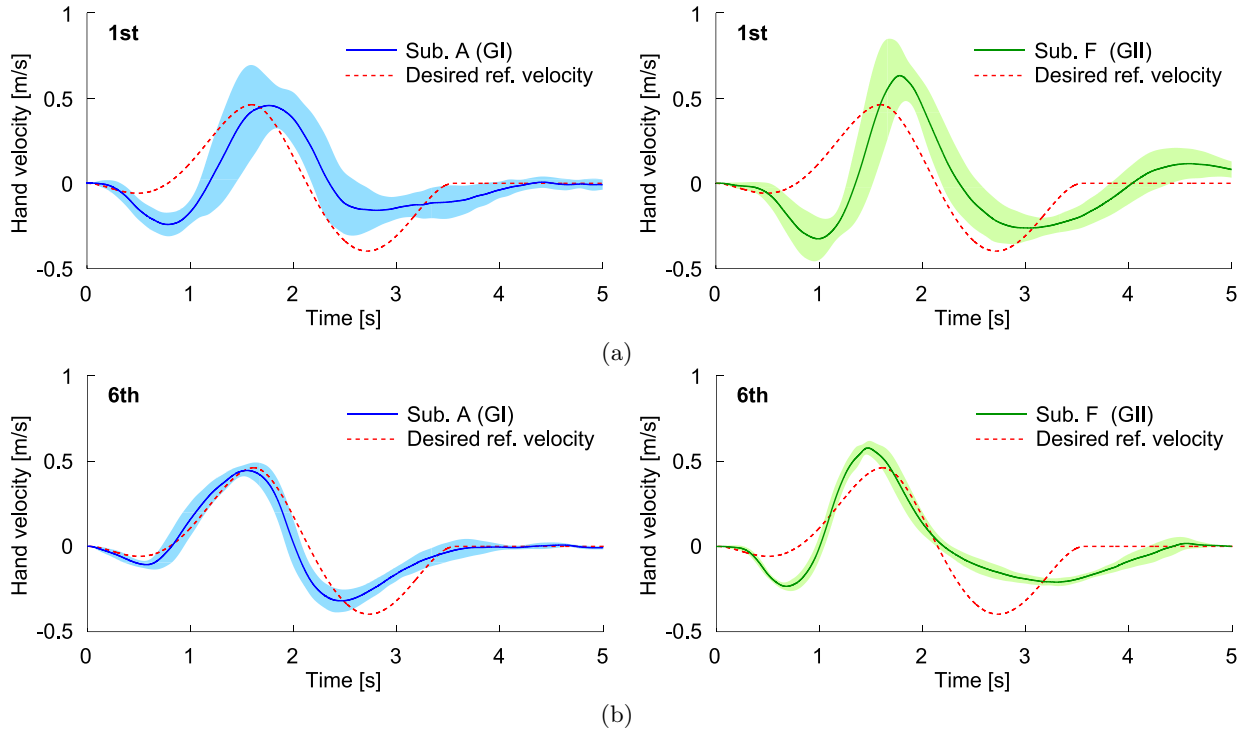 1st
Sub. A (GI)
Desired ref. velocity
Hand velocity [m/s]
1
0.5
0
-0.5
0 1 2 3 4 5
Time [s]
1st
Sub. F (GII)
Desired ref. velocity
Hand velocity [m/s]
1
0.5
0
-0.5
0 1 2 3 4 5
Time [s]
(a)
6th
Sub. A (GI)
Desired ref. velocity
Hand velocity [m/s]
1
0.5
0
-0.5
0 1 2 3 4 5
Time [s]
6th
Sub. F (GII)
Desired ref. velocity
Hand velocity [m/s]
1
0.5
0
-0.5
0 1 2 3 4 5
Time [s]
(b)